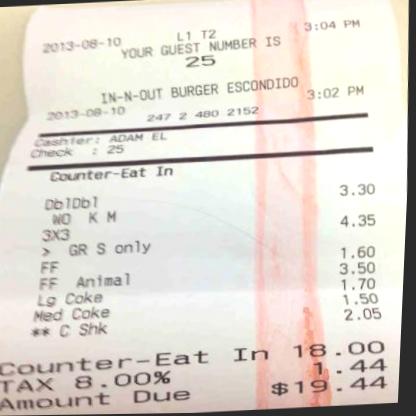 L1 T2
2013-08-10 3:04 PM
YOUR GUEST NUMBER IS
25
IN-N-OUT BURGER ESCONDIDO
2013-08-10 3:02 PM
247 2 480 2152
Cashier: ADAM EL
Check : 25
Counter-Eat In
DblDbl 3.30
WO K M
3X3 4.35
> GR S only
FF 1.60
FF Animal 3.50
Lg Coke 1.70
Med Coke 1.50
** C Shk 2.05
Counter-Eat In 18.00
TAX 8.00% 1.44
Amount Due $19.44